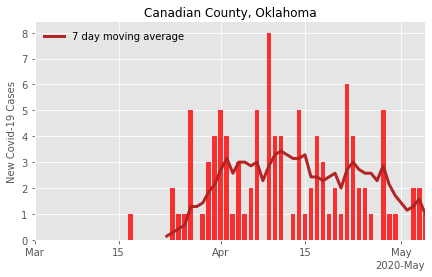 Canadian County, Oklahoma
7 day moving average
New Covid-19 Cases
8
7
6
5
4
3
2
1
0
Mar
15
Apr
15
May
2020-May